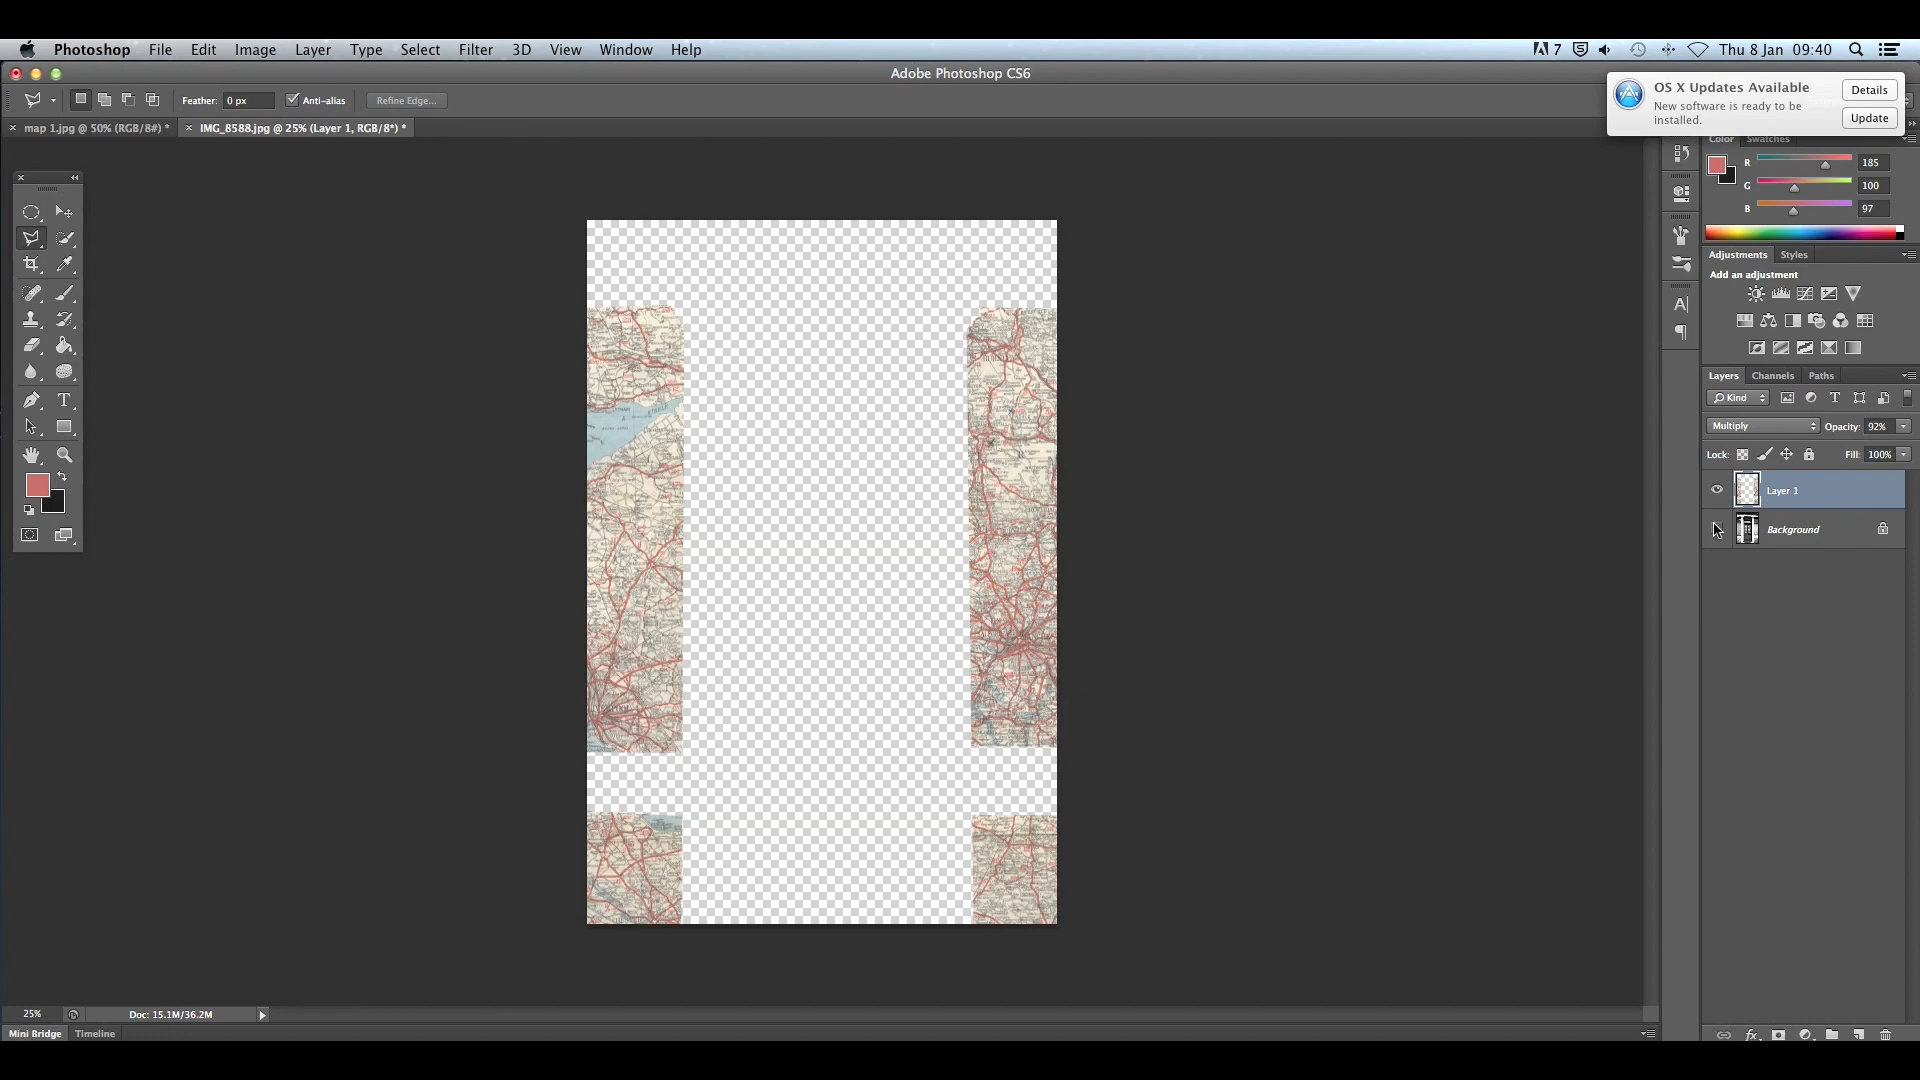 Photoshop File Edit Image Layer Type Select Filter 3D View Window Help 7 Thu 8 Jan 09:40
Adobe Photoshop CS6
OS X Updates Available Details
New software is ready to be
installed. Update
Feather: 0 px Anti-alias Refine Edge...
× map 1.jpg @ 50% (RGB/8#) * × IMG_8588.jpg @ 25% (Layer 1, RGB/8*) *
Color Swatches
R 185
G 100
B 97
Adjustments Styles
Add an adjustment
Layers Channels Paths
Kind
Multiply Opacity: 92%
Lock: Fill: 100%
Layer 1
Background
25% Doc: 15.1M/36.2M
Mini Bridge Timeline